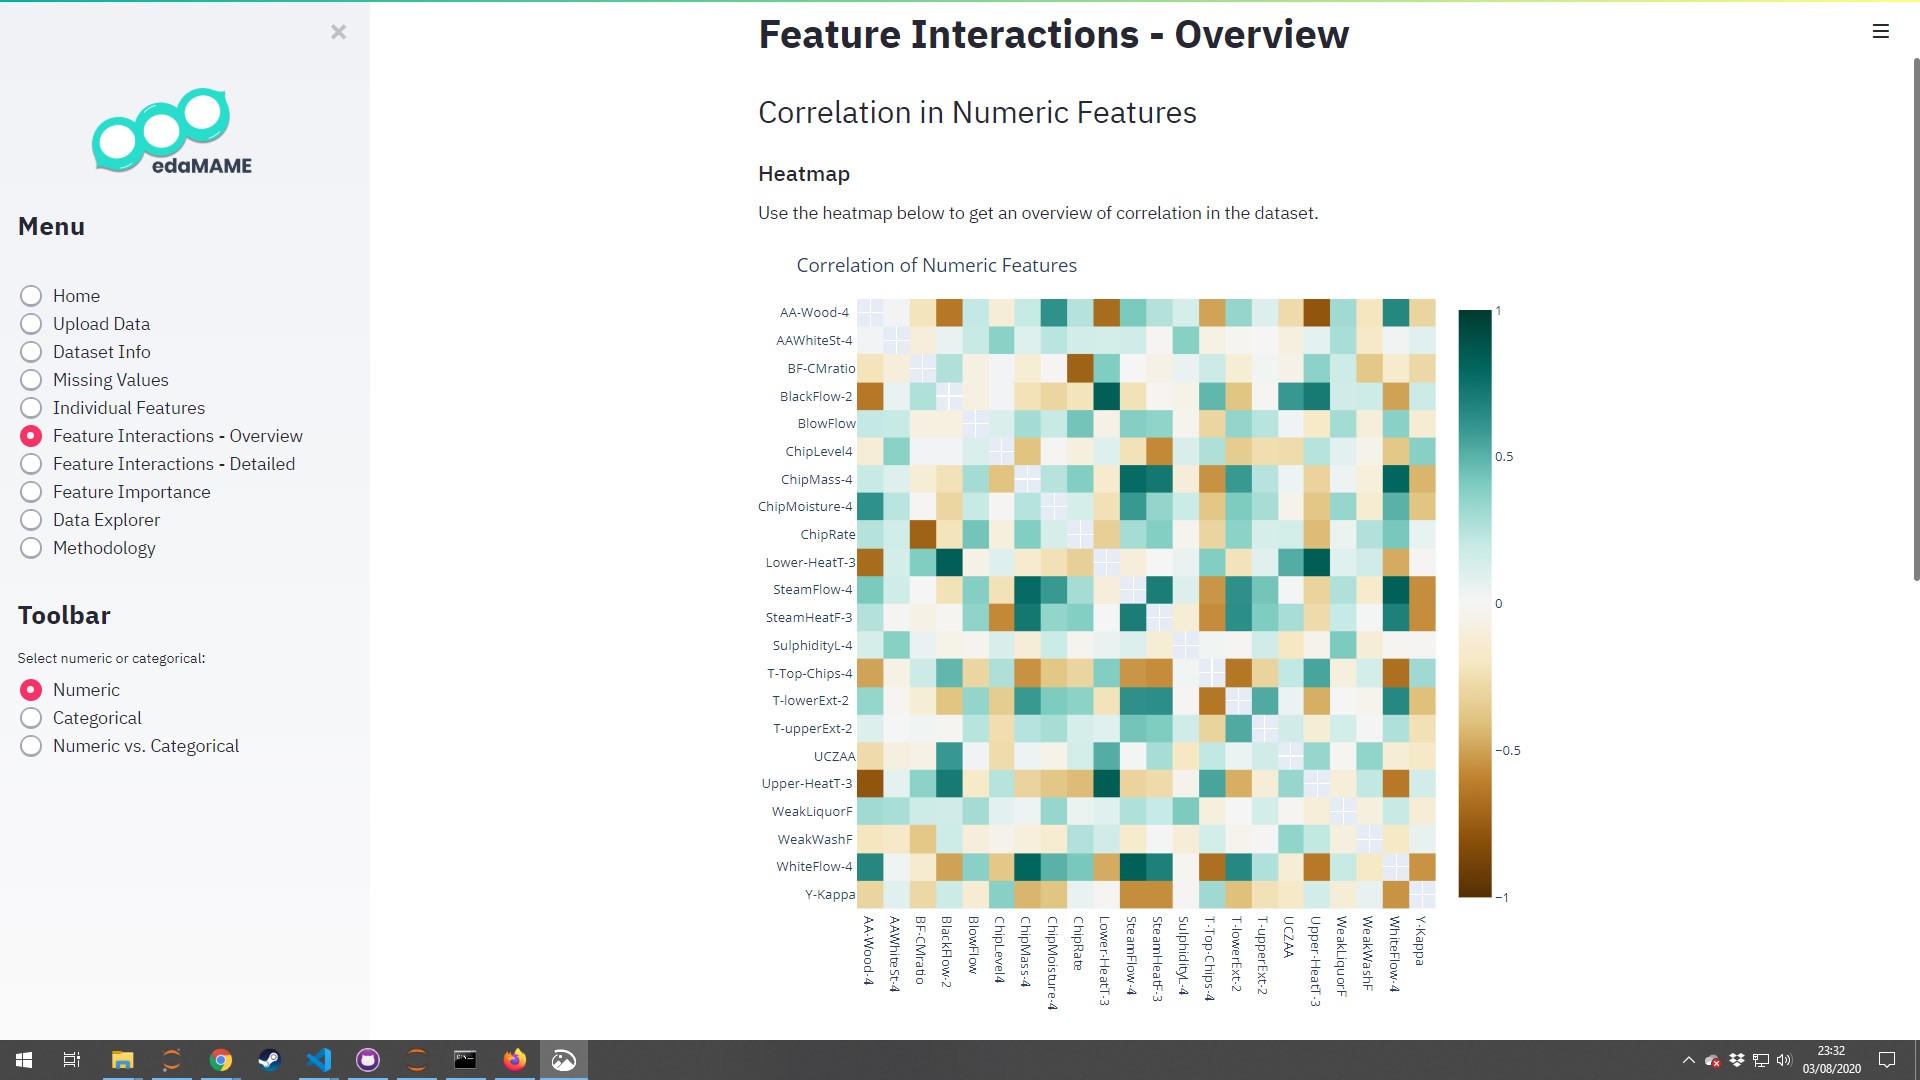 Feature Interactions - Overview
×
Correlation in Numeric Features
edaMAME
Heatmap
Use the heatmap below to get an overview of correlation in the dataset.
Menu
Home
Upload Data
Dataset Info
Missing Values
Individual Features
Feature Interactions - Overview
Feature Interactions - Detailed
Feature Importance
Data Explorer
Methodology
Toolbar
Select numeric or categorical:
Numeric
Categorical
Numeric vs. Categorical
Correlation of Numeric Features
AA-Wood-4
AAWhiteSt-4
BF-CMratio
BlackFlow-2
BlowFlow
ChipLevel4
ChipMass-4
ChipMoisture-4
ChipRate
Lower-HeatT-3
SteamFlow-4
SteamHeatF-3
SulphidityL-4
T-Top-Chips-4
T-lowerExt-2
T-upperExt-2
UCZAA
Upper-HeatT-3
WeakLiquorF
WeakWashF
WhiteFlow-4
Y-Kappa
AA-Wood-4
AAWhiteSt-4
BF-CMratio
BlackFlow-2
BlowFlow
ChipLevel4
ChipMass-4
ChipMoisture-4
ChipRate
Lower-HeatT-3
SteamFlow-4
SteamHeatF-3
SulphidityL-4
T-Top-Chips-4
T-lowerExt-2
T-upperExt-2
UCZAA
Upper-HeatT-3
WeakLiquorF
WeakWashF
WhiteFlow-4
Y-Kappa
1
0.5
0
−0.5
−1
23:32
03/08/2020